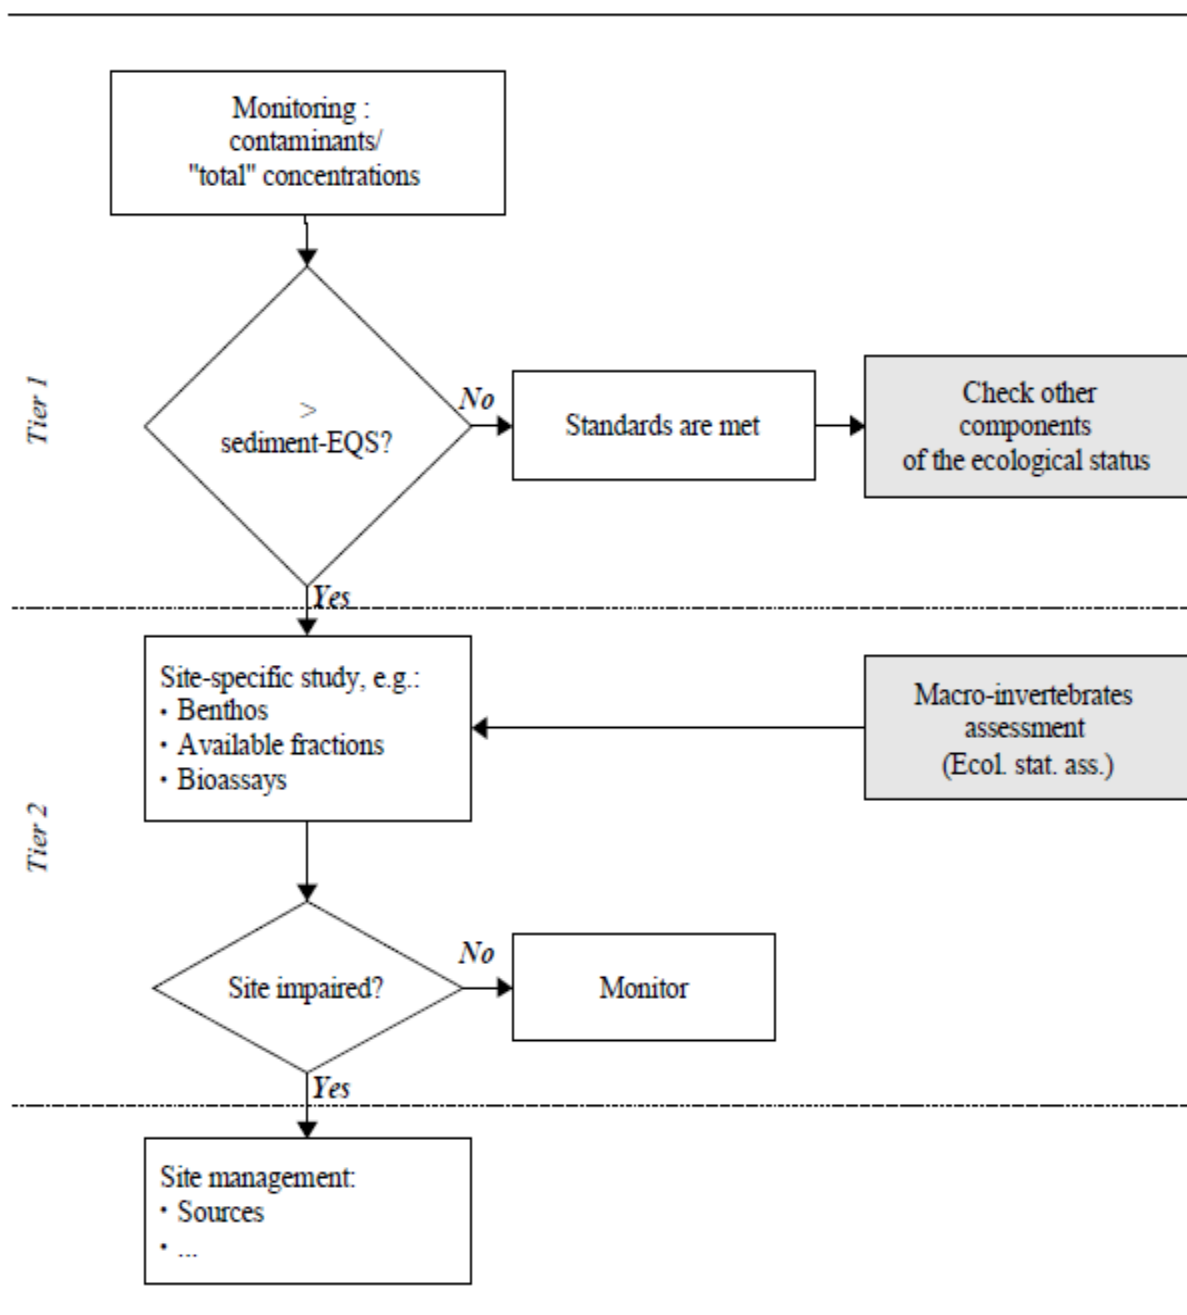 Monitoring :
contaminants/
"total" concentrations
Tier 1
>
sediment-EQS?
No
Standards are met
Check other
components
of the ecological status
Yes
Site-specific study, e.g.:
• Benthos
• Available fractions
• Bioassays
Macro-invertebrates
assessment
(Ecol. stat. ass.)
Tier 2
Site impaired?
No
Monitor
Yes
Site management:
• Sources
• ...